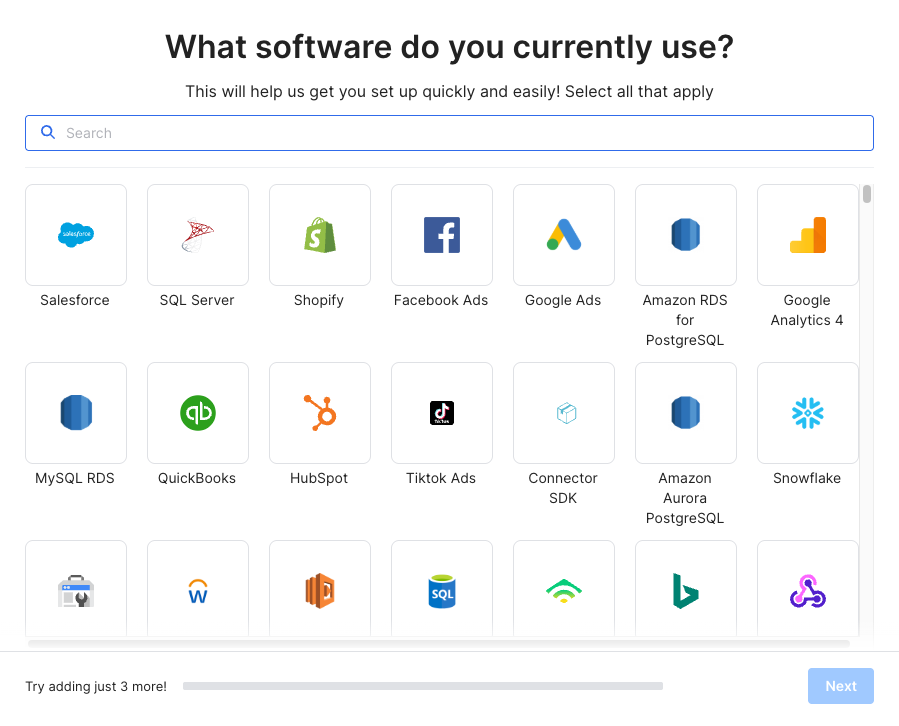 What software do you currently use?
This will help us get you set up quickly and easily! Select all that apply
Search
salesforce
Salesforce
SQL Server
Shopify
Facebook Ads
Google Ads
Amazon RDS
for
PostgreSQL
Google
Analytics 4
MySQL RDS
QuickBooks
HubSpot
TikTok
Tiktok Ads
Connector
SDK
Amazon
Aurora
PostgreSQL
Snowflake
SQL
Try adding just 3 more!
Next